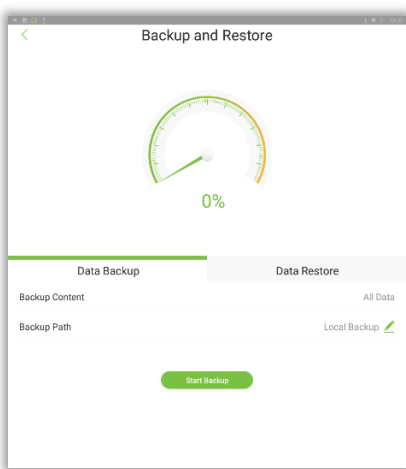 Backup and Restore
0%
Data Backup
Data Restore
Backup Content
All Data
Backup Path
Local Backup
Start Backup